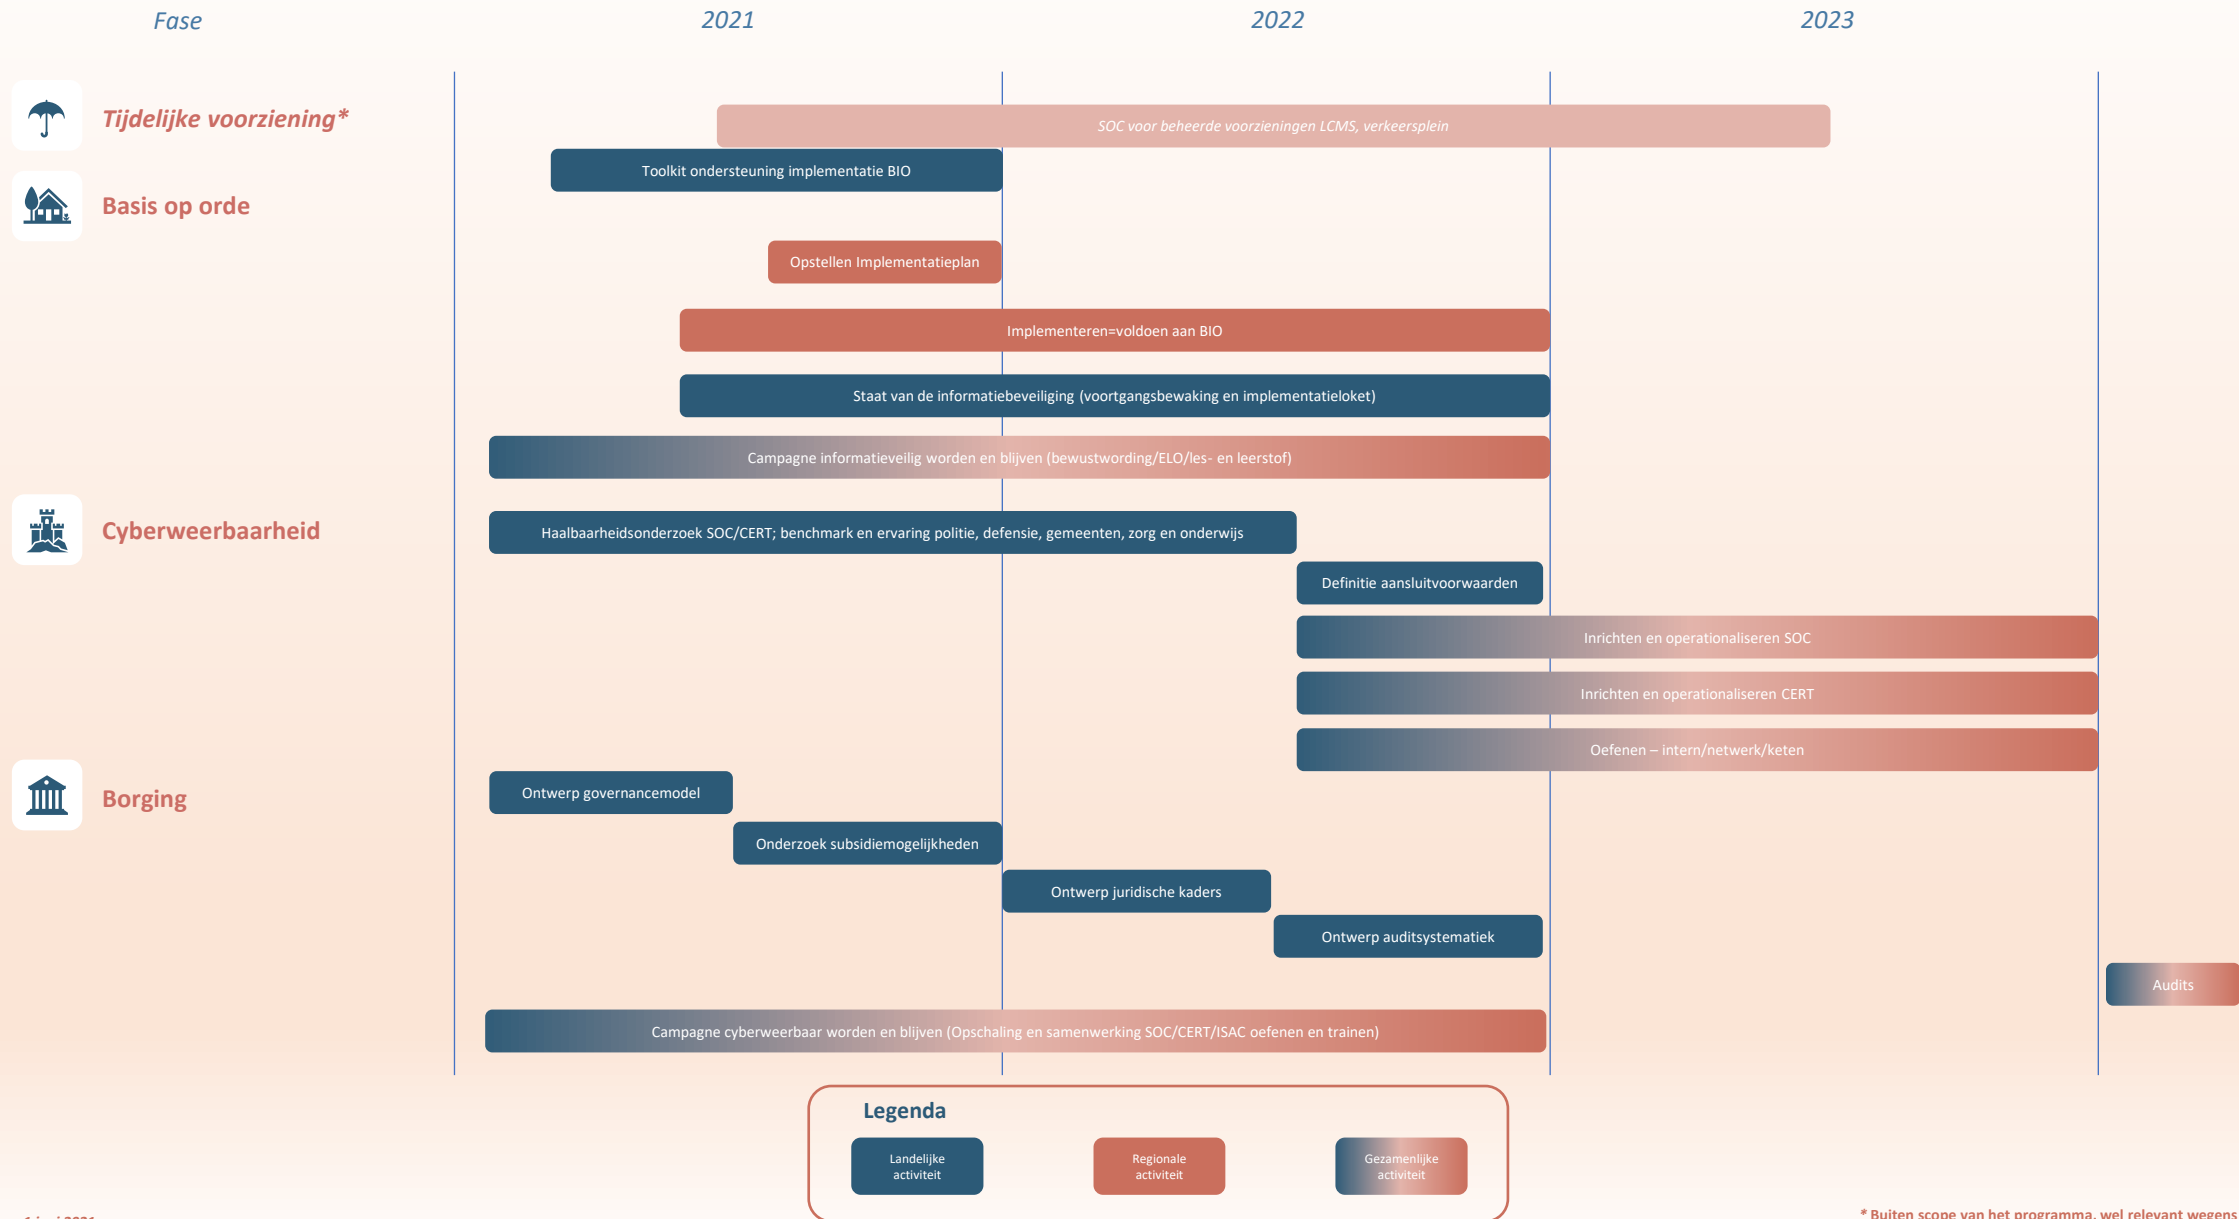 Fase
2021
2022
2023
Tijdelijke voorziening*
SOC voor beheerde voorzieningen LCMS, verkeersplein
Toolkit ondersteuning implementatie BIO
Basis op orde
Opstellen Implementatieplan
Implementeren=voldoen aan BIO
Staat van de informatiebeveiliging (voortgangsbewaking en implementatieloket)
Campagne informatieveilig worden en blijven (bewustwording/ELO/les- en leerstof)
Cyberweerbaarheid
Haalbaarheidsonderzoek SOC/CERT; benchmark en ervaring politie, defensie, gemeenten, zorg en onderwijs
Definitie aansluitvoorwaarden
Inrichten en operationaliseren SOC
Inrichten en operationaliseren CERT
Oefenen – intern/netwerk/keten
Borging
Ontwerp governancemodel
Onderzoek subsidiemogelijkheden
Ontwerp juridische kaders
Ontwerp auditsystematiek
Audits
Campagne cyberweerbaar worden en blijven (Opschaling en samenwerking SOC/CERT/ISAC oefenen en trainen)
Legenda
Landelijke
activiteit
Regionale
activiteit
Gezamenlijke
activiteit
* Buiten scope van het programma, wel relevant wegens